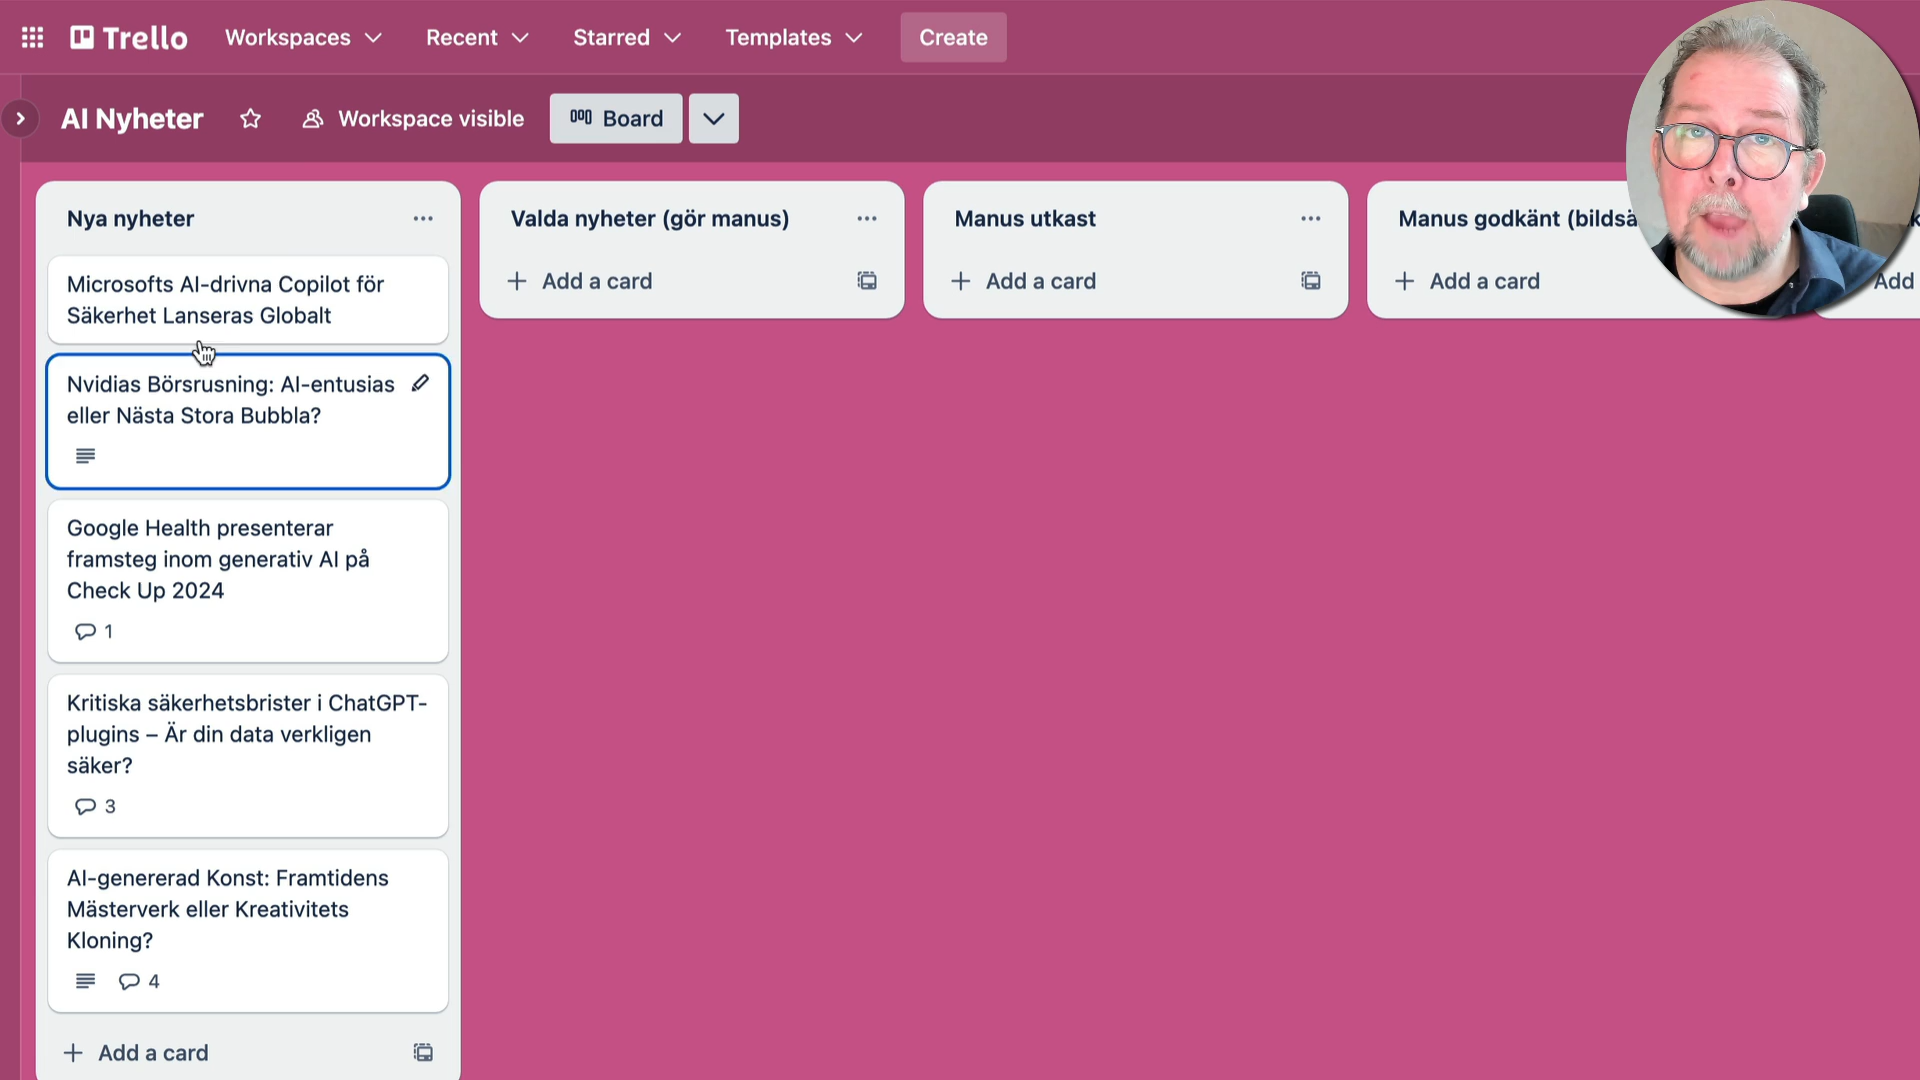 Trello
Workspaces
Recent
Starred
Templates
Create
AI Nyheter
Workspace visible
Board
Nya nyheter
Microsofts AI-drivna Copilot för
Säkerhet Lanseras Globalt
Nvidias Börsrusning: AI-entusias
eller Nästa Stora Bubbla?
Google Health presenterar
framsteg inom generativ AI på
Check Up 2024
1
Kritiska säkerhetsbrister i ChatGPT-
plugins – Är din data verkligen
säker?
3
AI-genererad Konst: Framtidens
Mästerverk eller Kreativitets
Kloning?
4
Add a card
Valda nyheter (gör manus)
Add a card
Manus utkast
Add a card
Manus godkänt
Add a card
Add